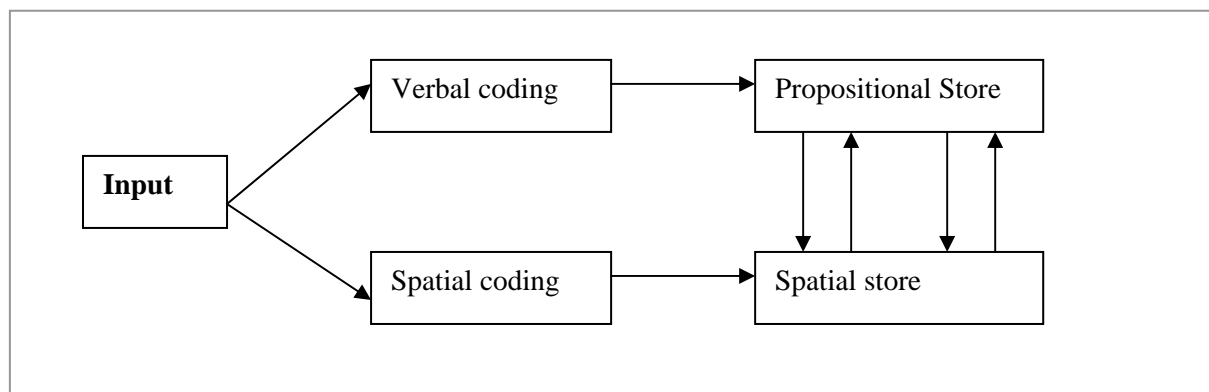 Verbal coding
Propositional Store
Input
Spatial coding
Spatial store